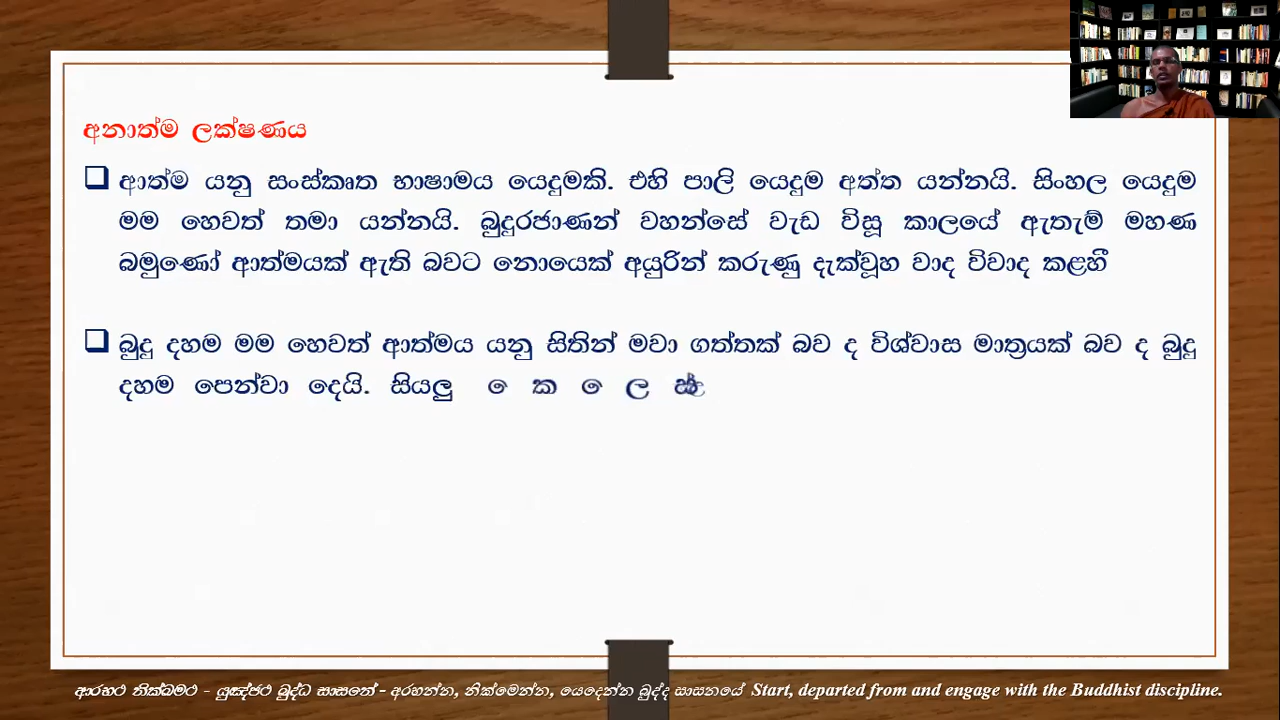 අනාත්ම ලක්ෂණය
❑ ආත්ම යනු සංස්කෘත භාෂාමය යෙදුමකි. එහි පාලි යෙදුම අත්ත යන්නයි. සිංහල යෙදුම
මම හෙවත් තමා යන්නයි. බුදුරජාණන් වහන්සේ වැඩ විසූ කාලයේ ඇතැම් මහණ
බමුණෝ ආත්මයක් ඇති බවට නොයෙක් අයුරින් කරුණු දැක්වූහ වාද විවාද කළහී
❑ බුදු දහම මම හෙවත් ආත්මය යනු සිතින් මවා ගත්තක් බව ද විශ්වාස මාත්‍රයක් බව ද බුදු
දහම පෙන්වා දෙයි. සියලු කෙලෙස්
ආරභථ නික්ඛමථ - යුඤ්ජථ බුද්ධ සාසනේ - අරහන්න, නික්මෙන්න, යෙදෙන්න බුද්ද සාසනයේ Start, departed from and engage with the Buddhist discipline.